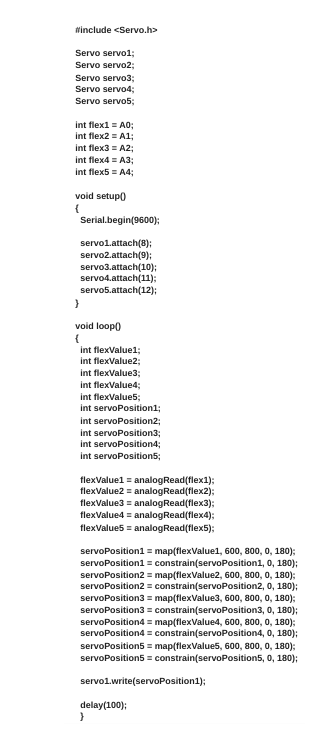 #include <Servo.h>
Servo servo1;
Servo servo2;
Servo servo3;
Servo servo4;
Servo servo5;
int flex1 = A0;
int flex2 = A1;
int flex3 = A2;
int flex4 = A3;
int flex5 = A4;
void setup()
{
Serial.begin(9600);
servo1.attach(8);
servo2.attach(9);
servo3.attach(10);
servo4.attach(11);
servo5.attach(12);
}
void loop()
{
int flexValue1;
int flexValue2;
int flexValue3;
int flexValue4;
int flexValue5;
int servoPosition1;
int servoPosition2;
int servoPosition3;
int servoPosition4;
int servoPosition5;
flexValue1 = analogRead(flex1);
flexValue2 = analogRead(flex2);
flexValue3 = analogRead(flex3);
flexValue4 = analogRead(flex4);
flexValue5 = analogRead(flex5);
servoPosition1 = map(flexValue1, 600, 800, 0, 180);
servoPosition1 = constrain(servoPosition1, 0, 180);
servoPosition2 = map(flexValue2, 600, 800, 0, 180);
servoPosition2 = constrain(servoPosition2, 0, 180);
servoPosition3 = map(flexValue3, 600, 800, 0, 180);
servoPosition3 = constrain(servoPosition3, 0, 180);
servoPosition4 = map(flexValue4, 600, 800, 0, 180);
servoPosition4 = constrain(servoPosition4, 0, 180);
servoPosition5 = map(flexValue5, 600, 800, 0, 180);
servoPosition5 = constrain(servoPosition5, 0, 180);
servo1.write(servoPosition1);
delay(100);
}